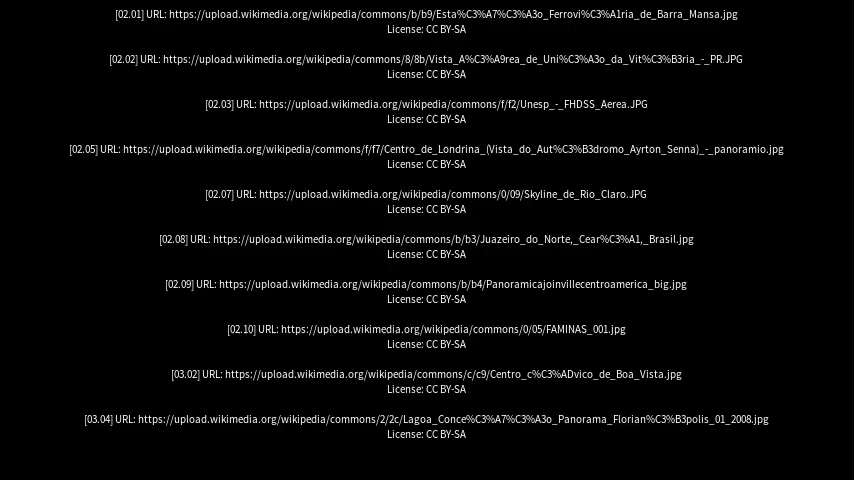 [02.01] URL: https://upload.wikimedia.org/wikipedia/commons/b/b9/Esta%C3%A7%C3%A3o_Ferrovi%C3%A1ria_de_Barra_Mansa.jpg
License: CC BY-SA
[02.02] URL: https://upload.wikimedia.org/wikipedia/commons/8/8b/Vista_A%C3%A9rea_de_Uni%C3%A3o_da_Vit%C3%B3ria_-_PR.JPG
License: CC BY-SA
[02.03] URL: https://upload.wikimedia.org/wikipedia/commons/f/f2/Unesp_-_FHDSS_Aerea.JPG
License: CC BY-SA
[02.05] URL: https://upload.wikimedia.org/wikipedia/commons/f/f7/Centro_de_Londrina_(Vista_do_Aut%C3%B3dromo_Ayrton_Senna)_-_panoramio.jpg
License: CC BY-SA
[02.07] URL: https://upload.wikimedia.org/wikipedia/commons/0/09/Skyline_de_Rio_Claro.JPG
License: CC BY-SA
[02.08] URL: https://upload.wikimedia.org/wikipedia/commons/b/b3/Juazeiro_do_Norte,_Cear%C3%A1,_Brasil.jpg
License: CC BY-SA
[02.09] URL: https://upload.wikimedia.org/wikipedia/commons/b/b4/Panoramicajoinvillecentroamerica_big.jpg
License: CC BY-SA
[02.10] URL: https://upload.wikimedia.org/wikipedia/commons/0/05/FAMINAS_001.jpg
License: CC BY-SA
[03.02] URL: https://upload.wikimedia.org/wikipedia/commons/c/c9/Centro_c%C3%ADvico_de_Boa_Vista.jpg
License: CC BY-SA
[03.04] URL: https://upload.wikimedia.org/wikipedia/commons/2/2c/Lagoa_Conce%C3%A7%C3%A3o_Panorama_Florian%C3%B3polis_01_2008.jpg
License: CC BY-SA